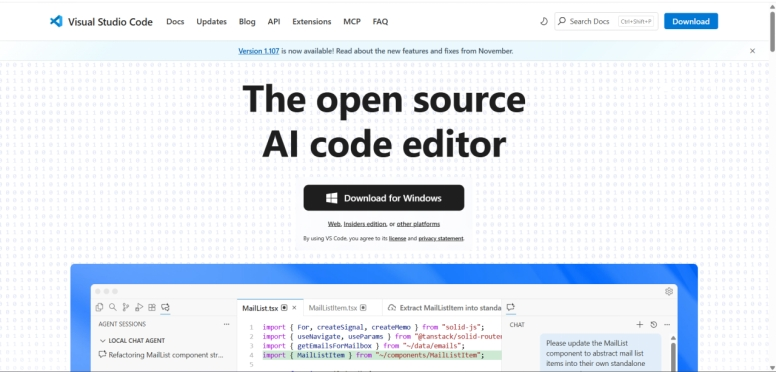 Visual Studio Code Docs Updates Blog API Extensions MCP FAQ Search Docs Ctrl+Shift+P Download
Version 1.107 is now available! Read about the new features and fixes from November.
The open source
AI code editor
Download for Windows
Web, Insiders edition, or other platforms
By using VS Code, you agree to its license and privacy statement.
MailList.tsx MailListItem.tsx Extract MailListItem into standa
AGENT SESSIONS
LOCAL CHAT AGENT
Refactoring MailList component str...
1 import { For, createSignal, createMemo } from "solid-js";
2 import { useNavigate, useParams } from "@tanstack/solid-router
3 import { getEmailsForMailbox } from "~/data/emails";
4 import { MailListItem } from "~/components/MailListItem";
5
CHAT
Please update the MailList
component to abstract mail list
items into their own standalone